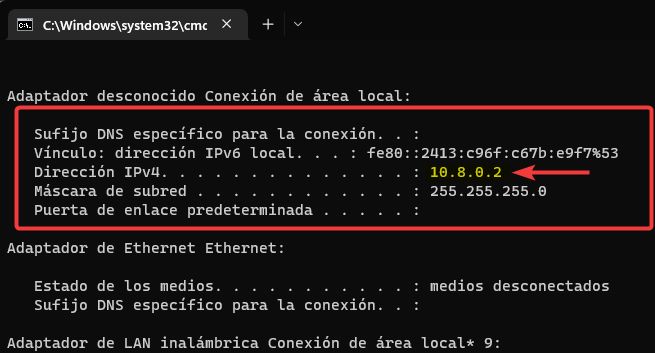 C:\Windows\system32\cmc
Adaptador desconocido Conexión de área local:
Sufijo DNS específico para la conexión. . :
Vínculo: dirección IPv6 local. . . : fe80::2413:c96f:c67b:e9f7%53
Dirección IPv4. . . . . . . . . . . . . . : 10.8.0.2
Máscara de subred . . . . . . . . . . . . : 255.255.255.0
Puerta de enlace predeterminada . . . . . :
Adaptador de Ethernet Ethernet:
Estado de los medios. . . . . . . . . . . : medios desconectados
Sufijo DNS específico para la conexión. . :
Adaptador de LAN inalámbrica Conexión de área local* 9: